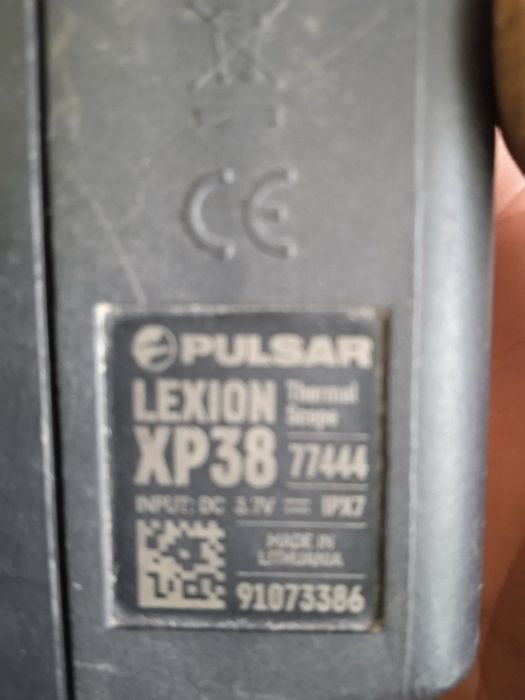 CE
PULSAR
LEXION Thermal Scope
XP38 77444
INPUT: DC 3.7V IPX7
MADE IN
LITHUANIA
91073386